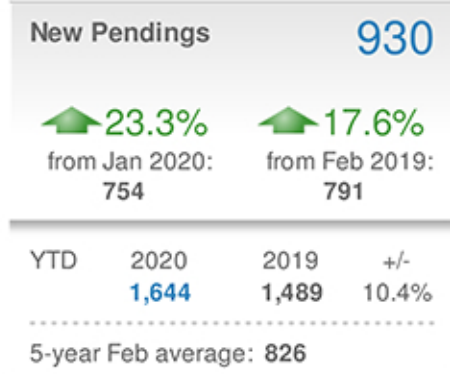 New Pendings 930
23.3% 17.6%
from Jan 2020: from Feb 2019:
754 791
YTD 2020 2019 +/-
1,644 1,489 10.4%
5-year Feb average: 826